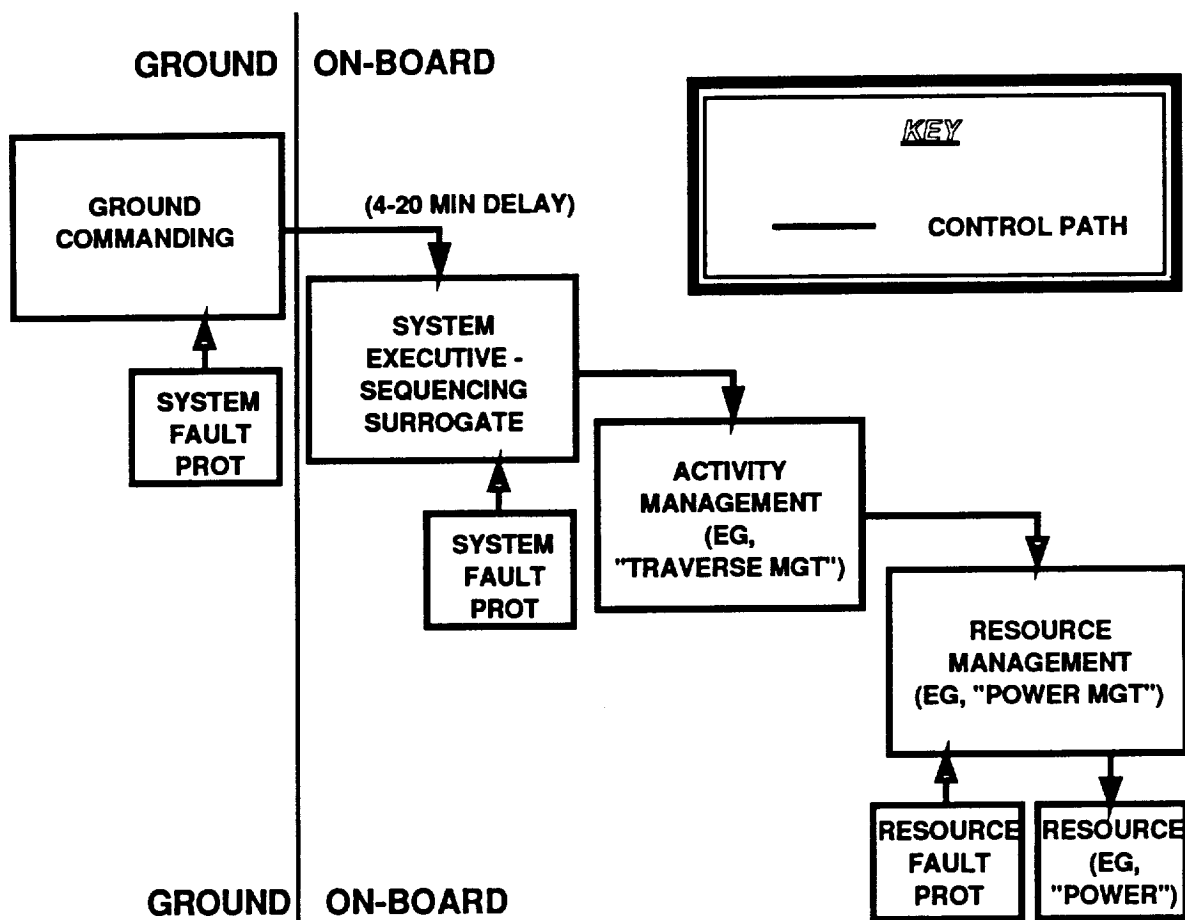 GROUND ON-BOARD
KEY
CONTROL PATH
GROUND
COMMANDING
(4-20 MIN DELAY)
SYSTEM
EXECUTIVE -
SEQUENCING
SURROGATE
SYSTEM
FAULT
PROT
ACTIVITY
MANAGEMENT
(EG,
"TRAVERSE MGT")
SYSTEM
FAULT
PROT
RESOURCE
MANAGEMENT
(EG, "POWER MGT")
RESOURCE
FAULT
PROT
RESOURCE
(EG,
"POWER")
GROUND ON-BOARD